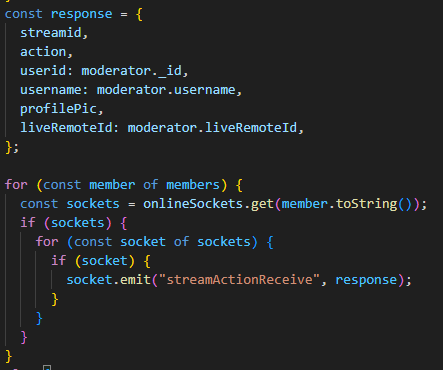 const response = {
  streamid,
  action,
  userid: moderator._id,
  username: moderator.username,
  profilePic,
  liveRemoteId: moderator.liveRemoteId,
};

for (const member of members) {
  const sockets = onlineSockets.get(member.toString());
  if (sockets) {
    for (const socket of sockets) {
      if (socket) {
        socket.emit("streamActionReceive", response);
      }
    }
  }
}